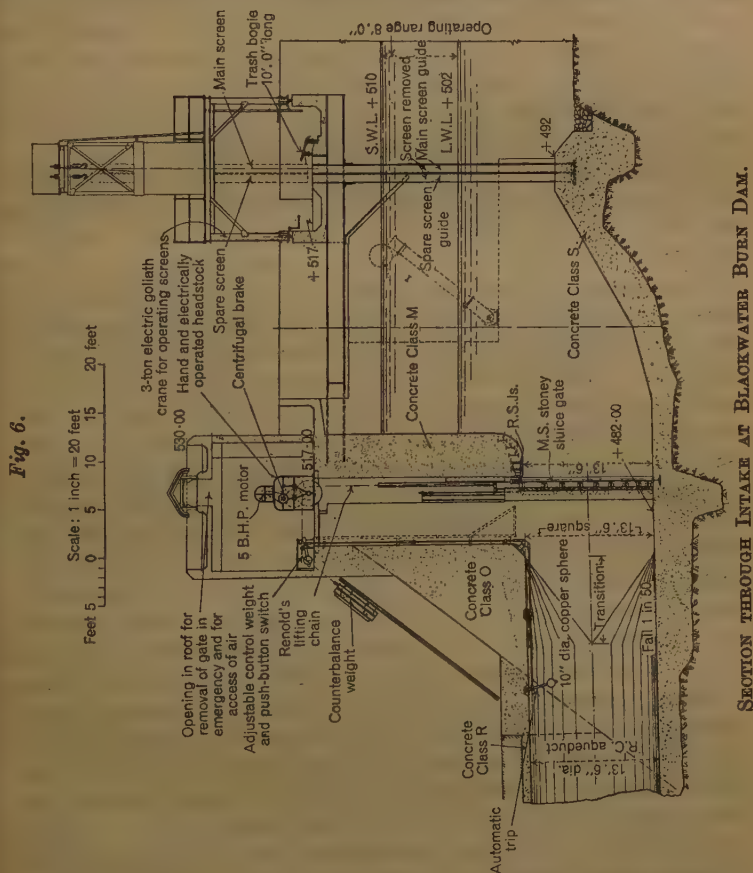 Fig. 6.
Scale: 1 inch = 20 feet
Feet 5 0 5 10 15 20 feet
530·00
Opening in roof for
removal of gate in
emergency and for
access of air
Adjustable control weight
and push-button switch
Renold's
lifting
chain
Counterbalance
weight
5 B.H.P. motor
517·00
3-ton electric goliath
crane for operating screens
Hand and electrically
operated headstock
Spare screen
Centrifugal brake
Main screen
Trash bogie
10'. 0" long
+ 517
Operating range 8'. 0"
S.W.L. + 510
Screen removed
Main screen guide
L.W.L. + 502
Spare screen
guide
+ 492
Concrete Class M
Concrete Class S
R.S.Js.
M.S. stoney
sluice gate
13'. 6"
+ 482·00
13'. 6" square
Transition
Fall 1 in 50
Concrete
Class O
10" dia. copper sphere
Concrete
Class R
Automatic
trip
R.C. aqueduct
13'. 6" dia.
SECTION THROUGH INTAKE AT BLACKWATER BURN DAM.